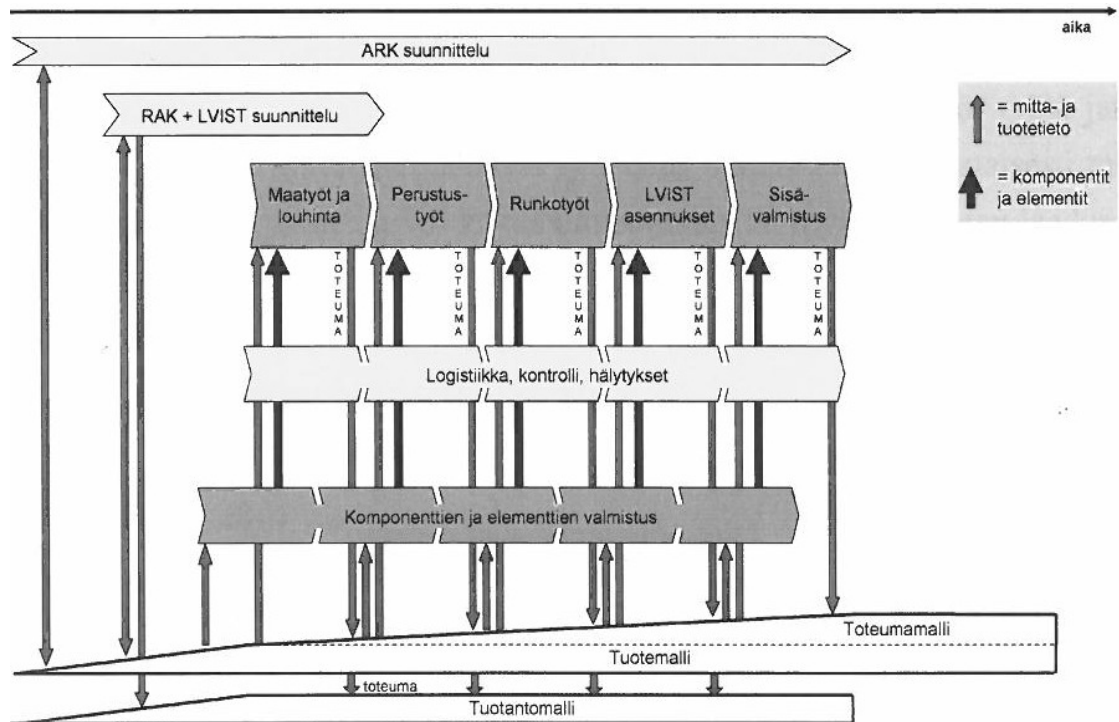 aika
ARK suunnittelu
RAK + LVIST suunnittelu
= mitta- ja
tuotetieto
= komponentit
ja elementit
Maatyöt ja
louhinta
Perustus-
työt
Runkotyöt
LVIST
asennukset
Sisä-
valmistus
TOTEUMA
TOTEUMA
TOTEUMA
TOTEUMA
TOTEUMA
Logistiikka, kontrolli, hälytykset
Komponenttien ja elementtien valmistus
Toteumamalli
Tuotemalli
toteuma
Tuotantomalli